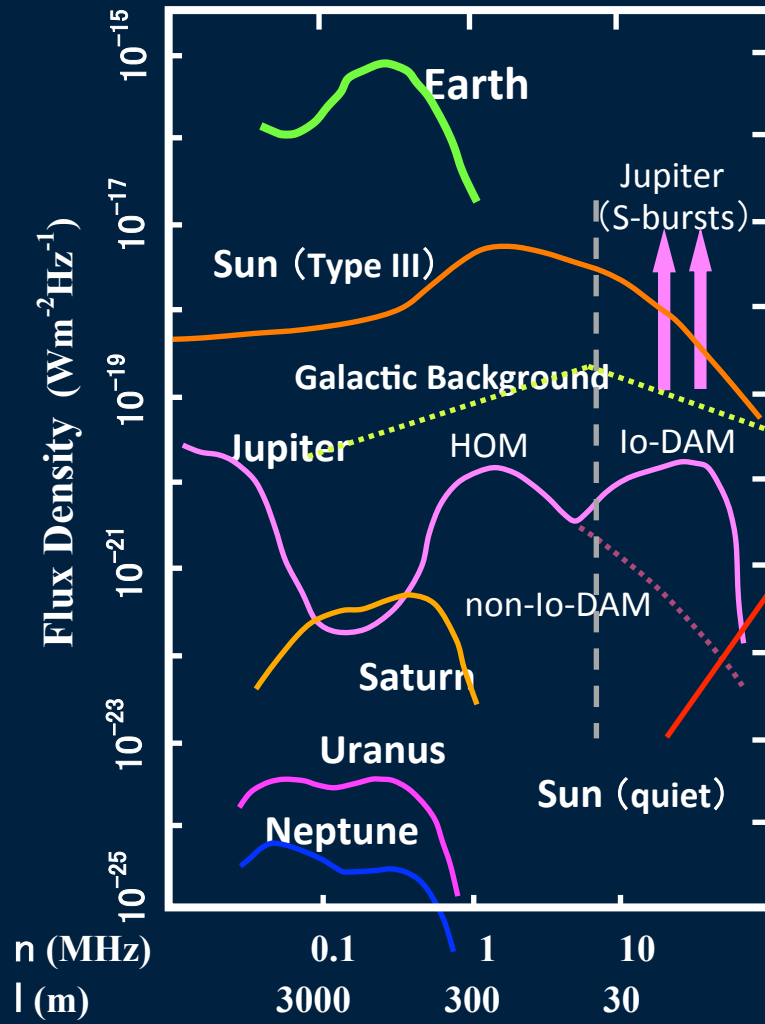 10⁻¹⁵
Earth
Jupiter
(S-bursts)
10⁻¹⁷
Sun (Type III)
Flux Density (Wm⁻²Hz⁻¹)
10⁻¹⁹
Galactic Background
Jupiter
HOM
Io-DAM
10⁻²¹
non-Io-DAM
Saturn
10⁻²³
Uranus
Sun (quiet)
Neptune
10⁻²⁵
n (MHz) 0.1 1 10
l (m) 3000 300 30